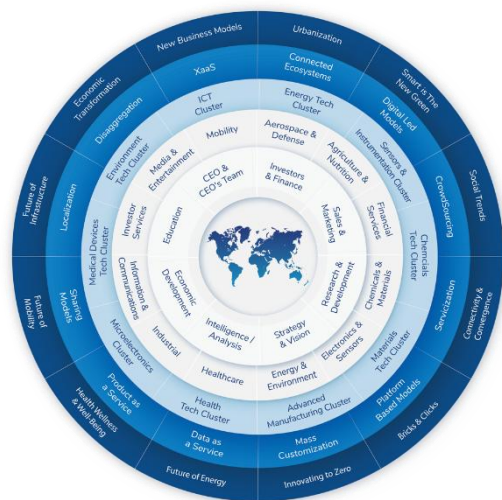 New Business Models
Urbanization
Smart is The
New Green
Social Trends
Connectivity &
Convergence
Bricks & Clicks
Innovating to Zero
Future of Energy
Health Wellness
& Well-Being
Future of
Mobility
Future of
Infrastructure
Economic
Transformation
XaaS
Connected
Ecosystems
Digital Led
Models
CrowdSourcing
Servicization
Platform
Based Models
Mass
Customization
Data as
a Service
Product as
a Service
Sharing
Models
Localization
Disaggregation
ICT
Cluster
Energy Tech
Cluster
Sensors &
Instrumentation Cluster
Chemcials
Tech Cluster
Materials
Tech Cluster
Advanced
Manufacturing Cluster
Health
Tech Cluster
Microelectronics
Cluster
Medical Devices
Tech Cluster
Environment
Tech Cluster
Mobility
Aerospace &
Defense
Agriculture &
Nutrition
Financial
Services
Chemicals &
Materials
Electronics &
Sensors
Energy &
Environment
Healthcare
Industrial
Information &
Communications
Investor
Services
Media &
Entertainment
CEO &
CEO's Team
Investors
& Finance
Sales &
Marketing
Research &
Development
Strategy
& Vision
Intelligence /
Analysis
Economic
Development
Education